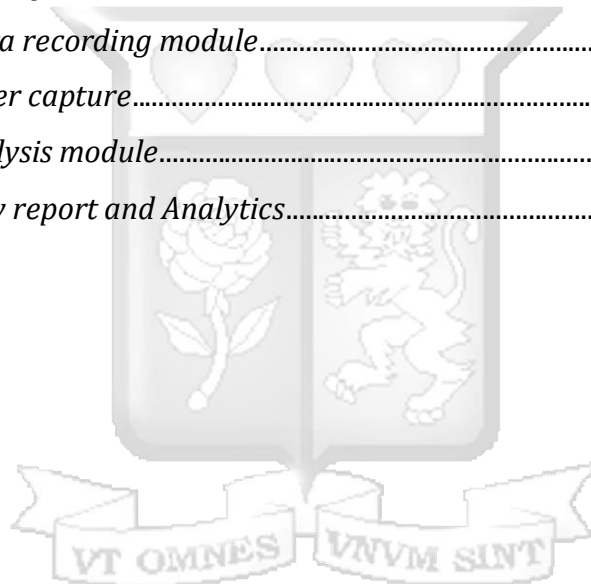 a recording module
er capture
lysis module
y report and Analytics
VT OMNES VNVM SINT